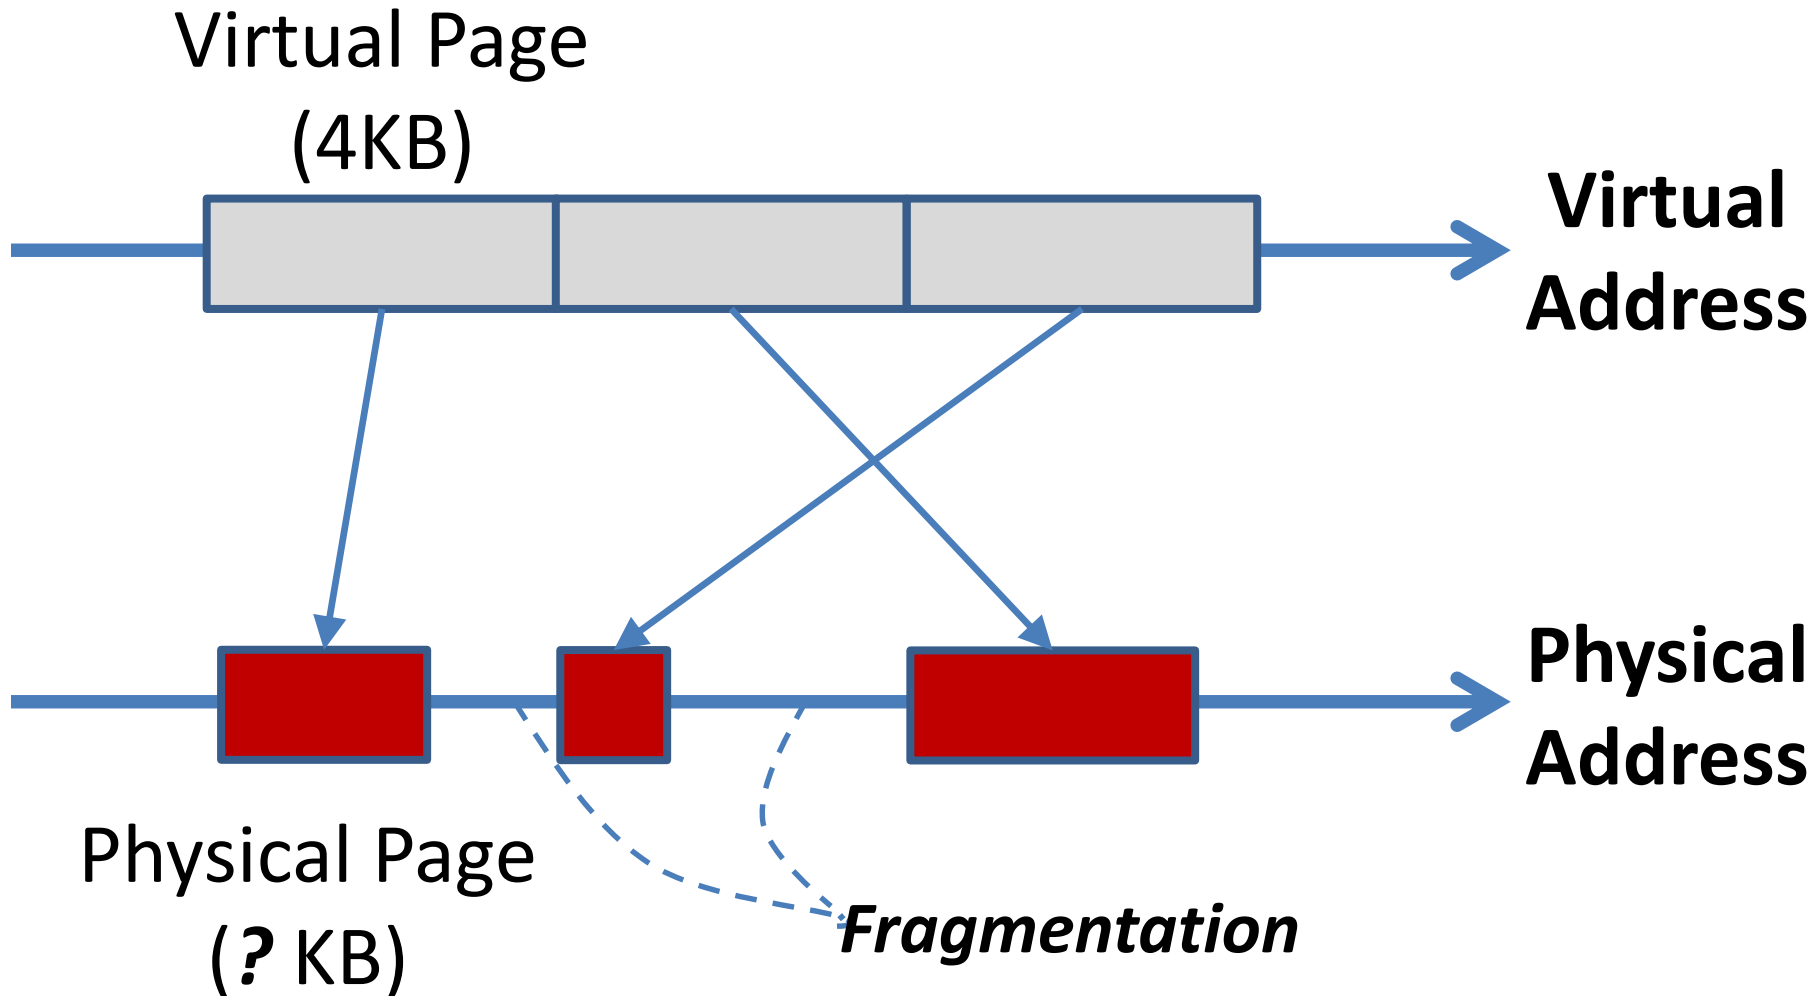 Virtual Page
(4KB)
Virtual
Address
Physical
Address
Physical Page
(? KB)
Fragmentation